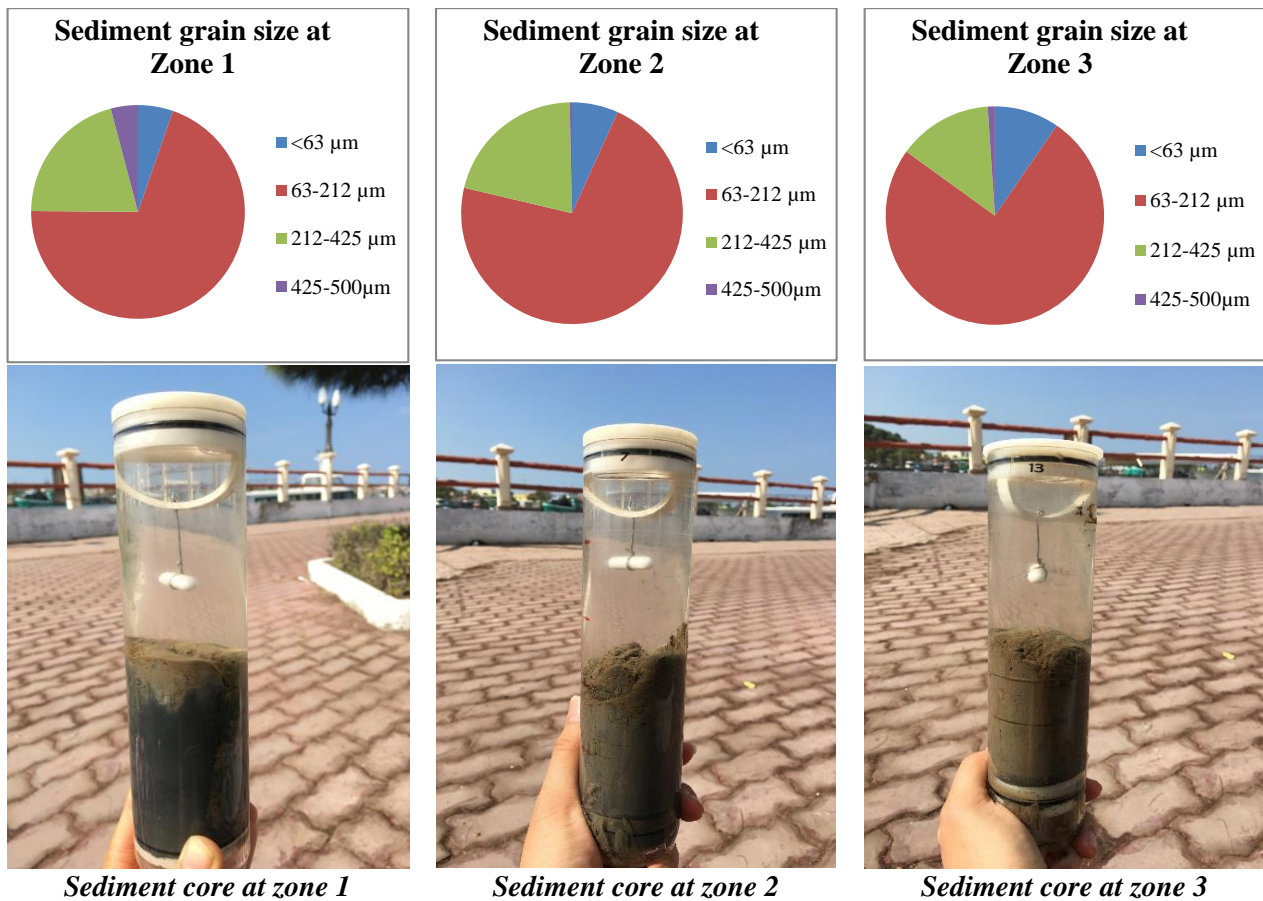 Sediment grain size at
Zone 1
<63 µm
63-212 µm
212-425 µm
425-500µm
Sediment grain size at
Zone 2
<63 µm
63-212 µm
212-425 µm
425-500µm
Sediment grain size at
Zone 3
<63 µm
63-212 µm
212-425 µm
425-500µm
7
13
Sediment core at zone 1
Sediment core at zone 2
Sediment core at zone 3